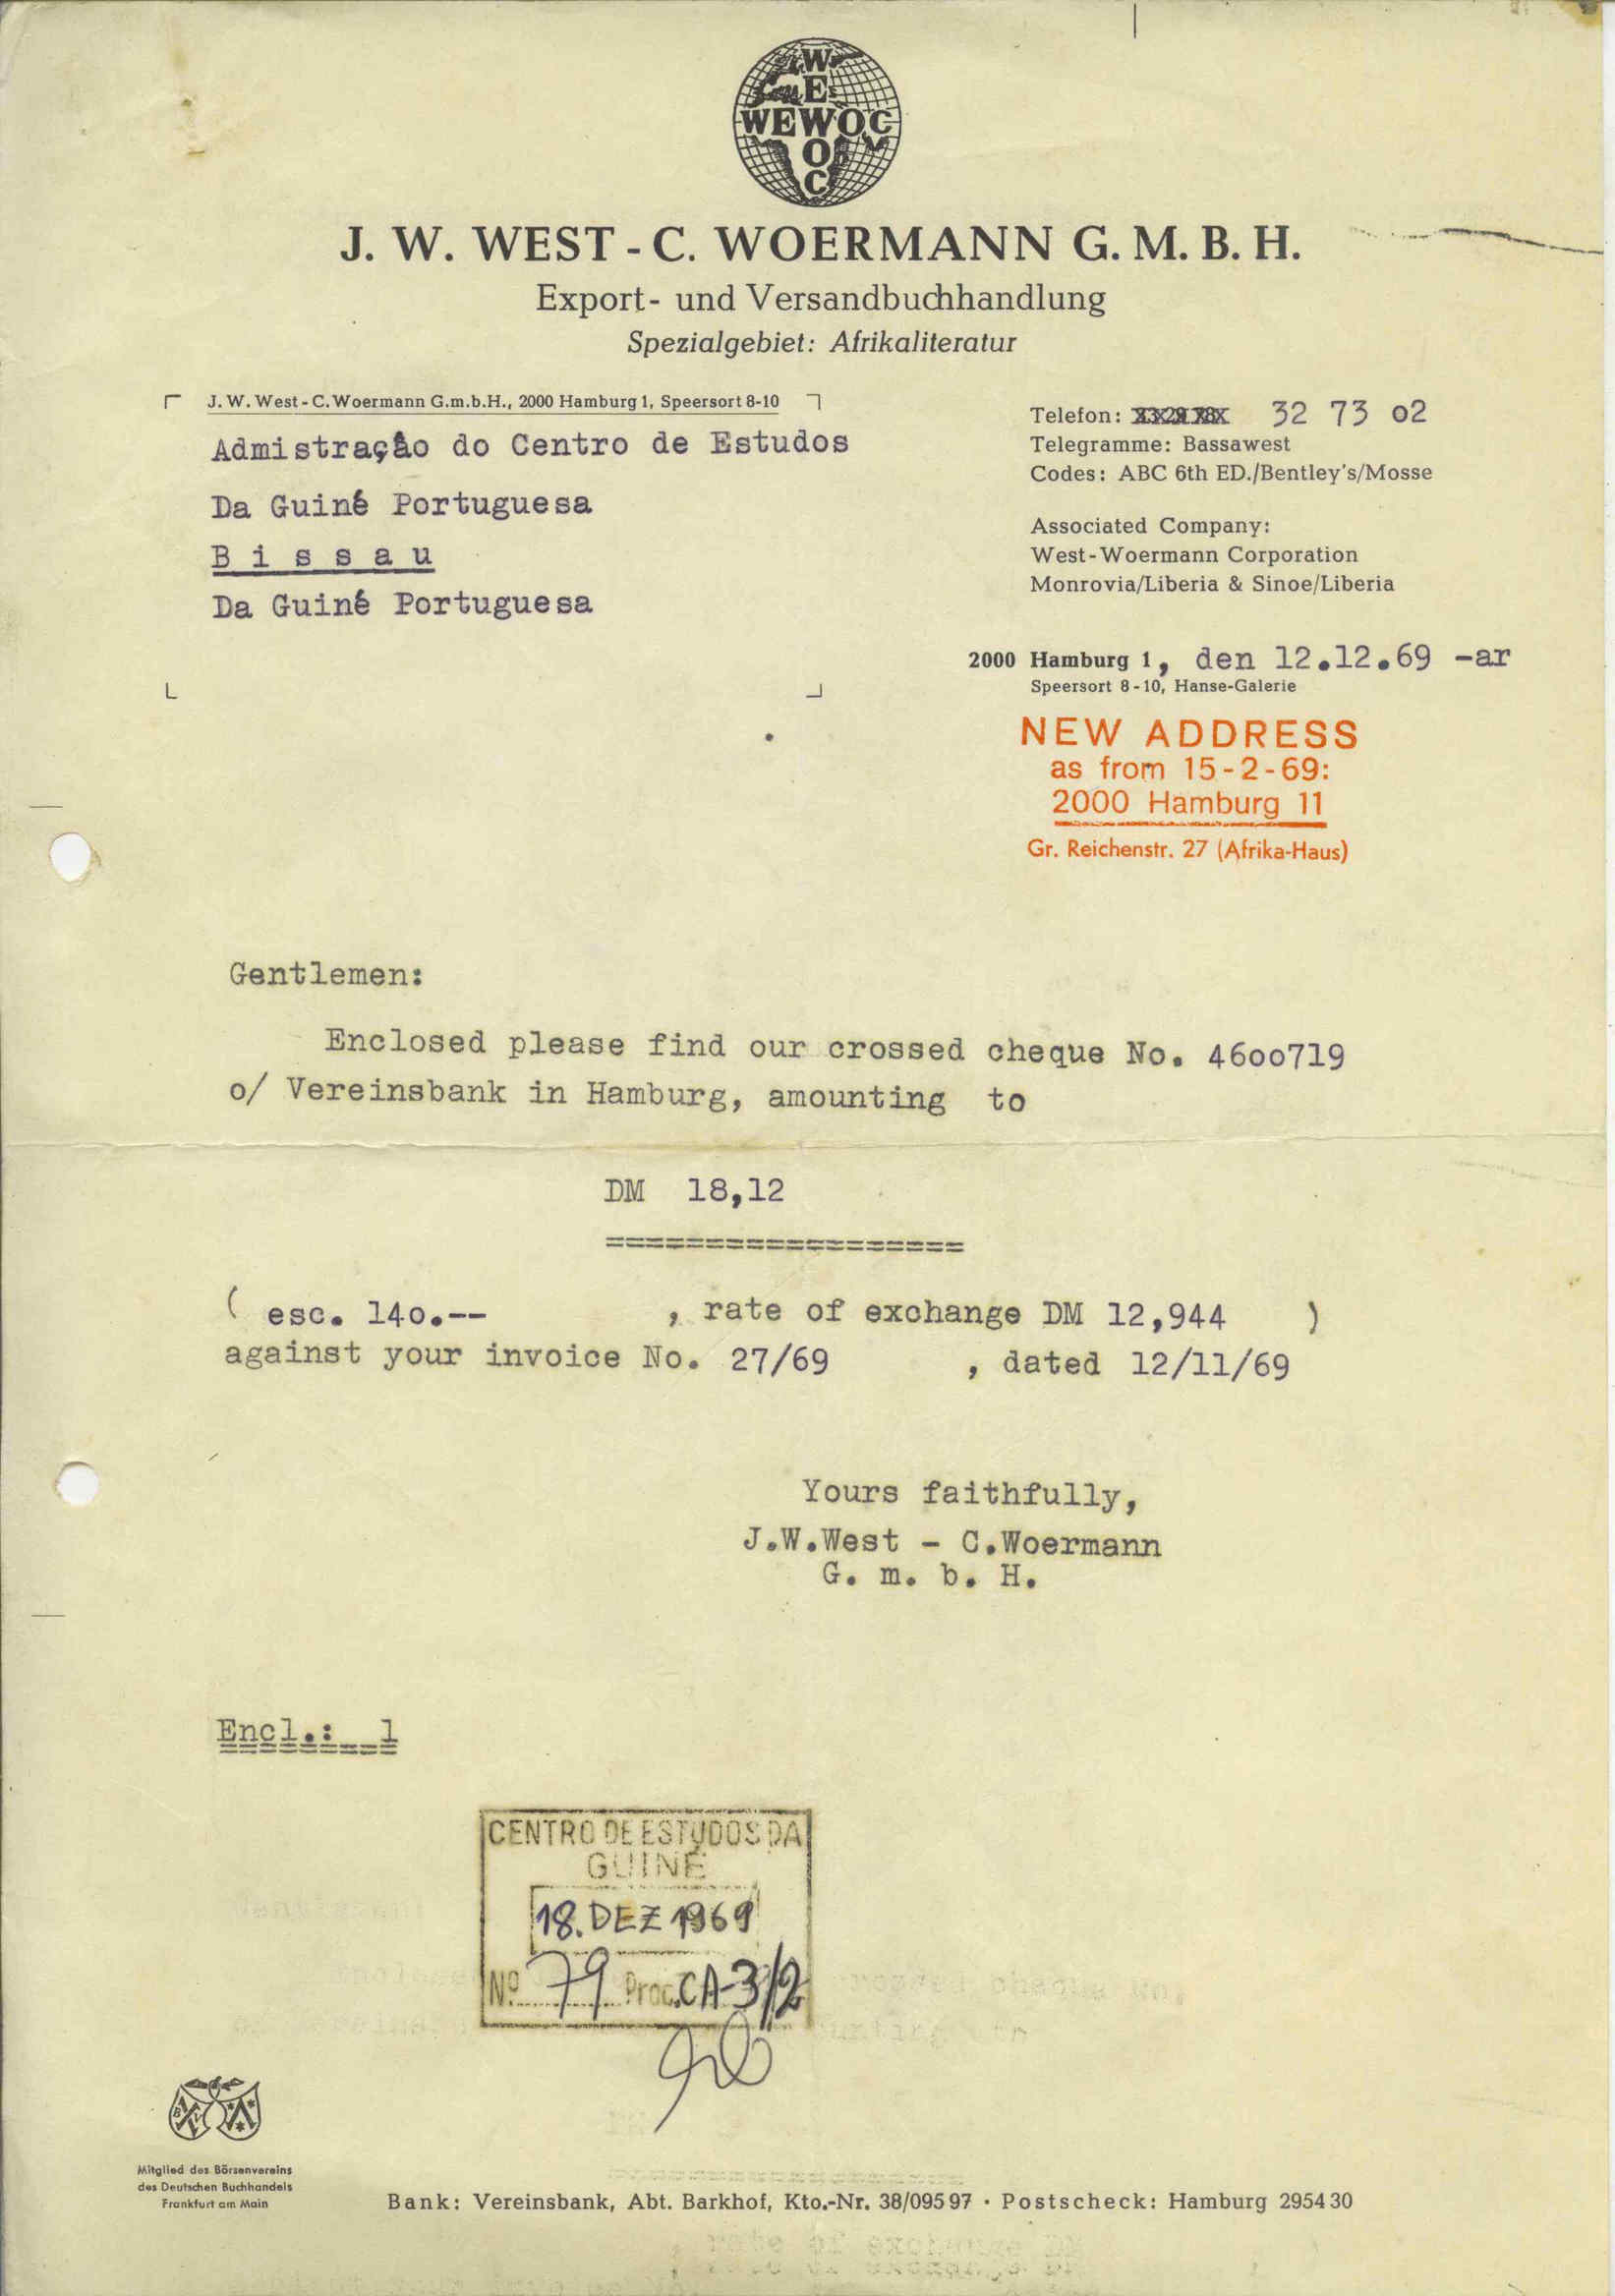 W
E
WEWOC
O
C
J. W. WEST - C. WOERMANN G. M. B. H.
Export- und Versandbuchhandlung
Spezialgebiet: Afrikaliteratur
J. W. West - C. Woermann G.m.b.H., 2000 Hamburg 1, Speersort 8-10
Admistração do Centro de Estudos
Da Guiné Portuguesa
B i s s a u
Da Guiné Portuguesa
Telefon: 32 73 02
Telegramme: Bassawest
Codes: ABC 6th ED./Bentley's/Mosse
Associated Company:
West-Woermann Corporation
Monrovia/Liberia & Sinoe/Liberia
2000 Hamburg 1, den 12.12.69 -ar
Speersort 8-10, Hanse-Galerie
NEW ADDRESS
as from 15-2-69:
2000 Hamburg 11
Gr. Reichenstr. 27 (Afrika-Haus)
Gentlemen:
Enclosed please find our crossed cheque No. 4600719
o/ Vereinsbank in Hamburg, amounting to
DM 18,12
==================
( esc. 140.-- , rate of exchange DM 12,944 )
against your invoice No. 27/69 , dated 12/11/69
Yours faithfully,
J.W.West - C.Woermann
G. m. b. H.
Encl.: 1
CENTRO DE ESTUDOS DA
GUINÉ
18. DEZ 1969
Nº 79 Proc. CA-3/2
Mitglied des Börsenvereins
des Deutschen Buchhandels
Frankfurt am Main
Bank: Vereinsbank, Abt. Barkhof, Kto.-Nr. 38/09597 · Postscheck: Hamburg 295430